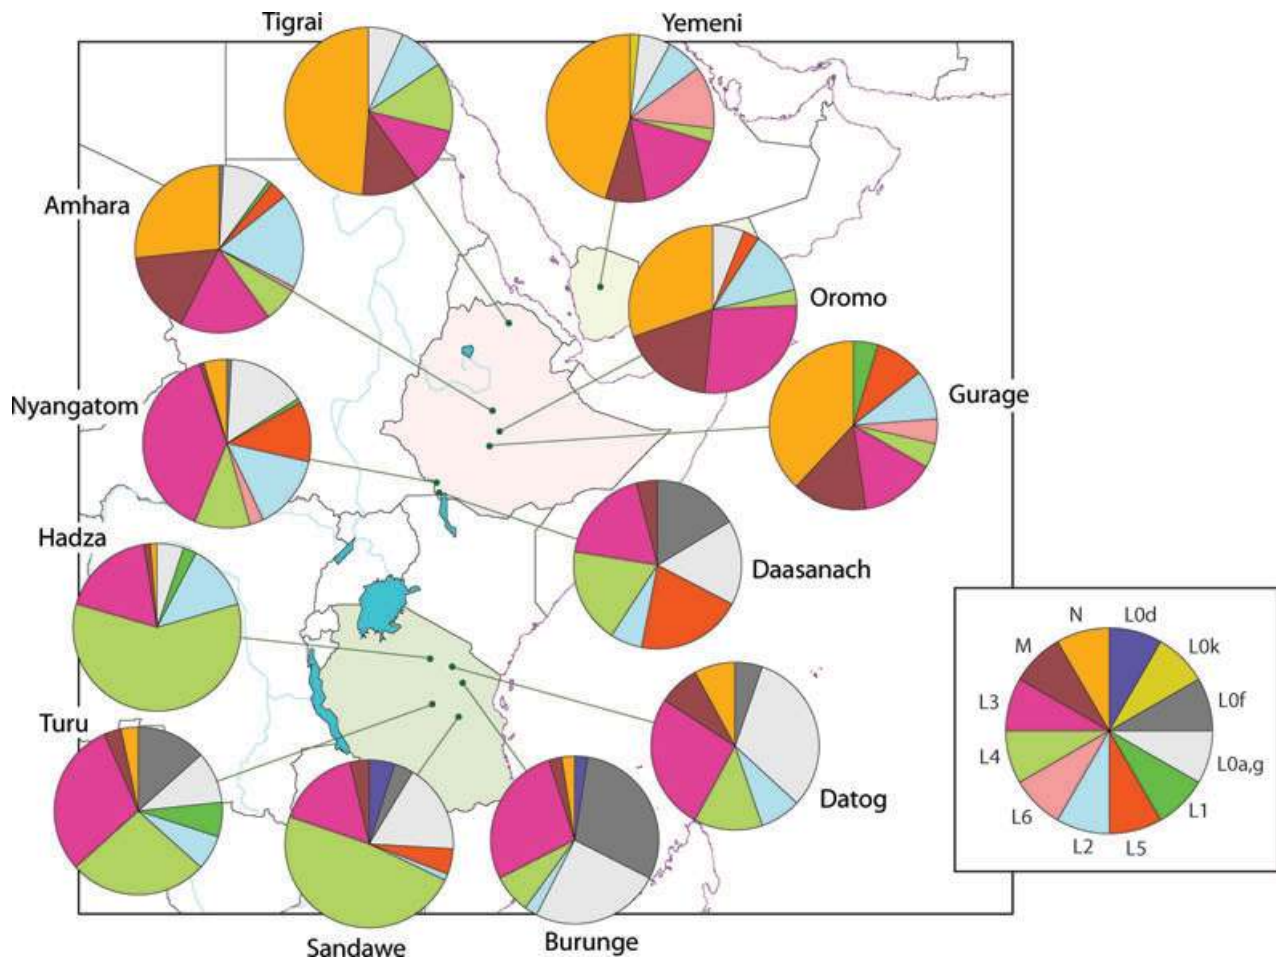 Tigrai
Yemeni
Amhara
Oromo
Gurage
Nyangatom
Hadza
Daasanach
Turu
Datog
Sandawe
Burunge
N
L0d
M
L0k
L3
L0f
L4
L0a,g
L6
L1
L2
L5